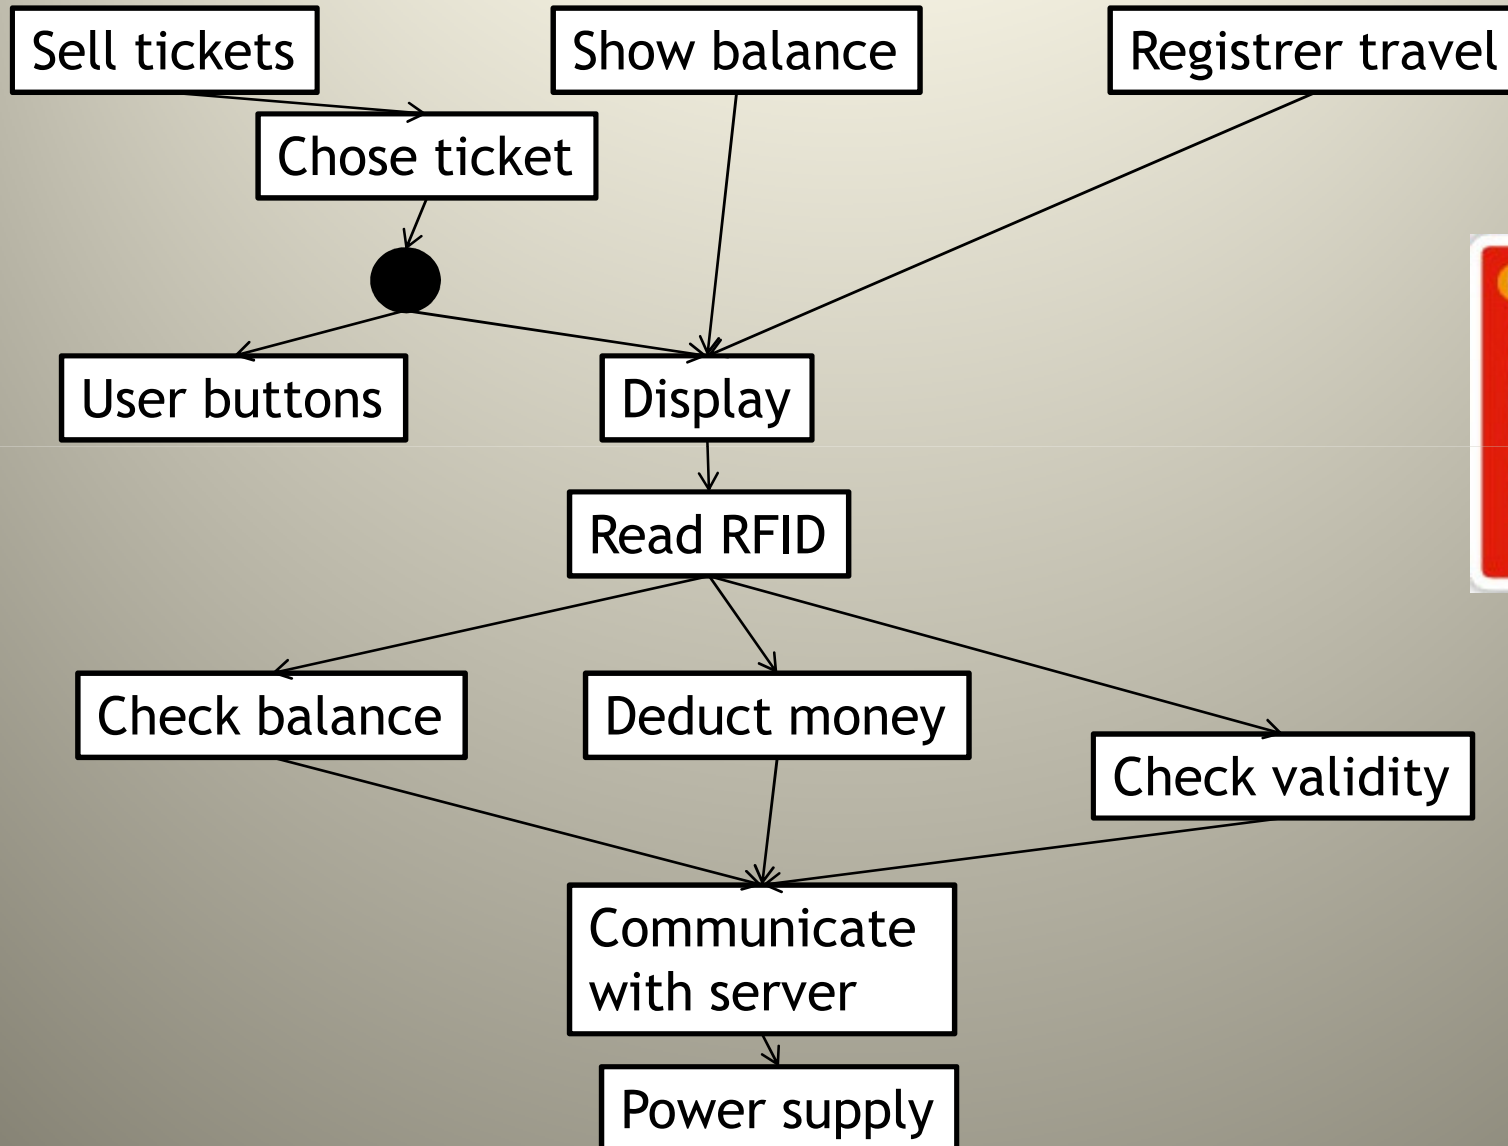 Sell tickets
Show balance
Registrer travel
Chose ticket
User buttons
Display
Read RFID
Check balance
Deduct money
Check validity
Communicate
with server
Power supply